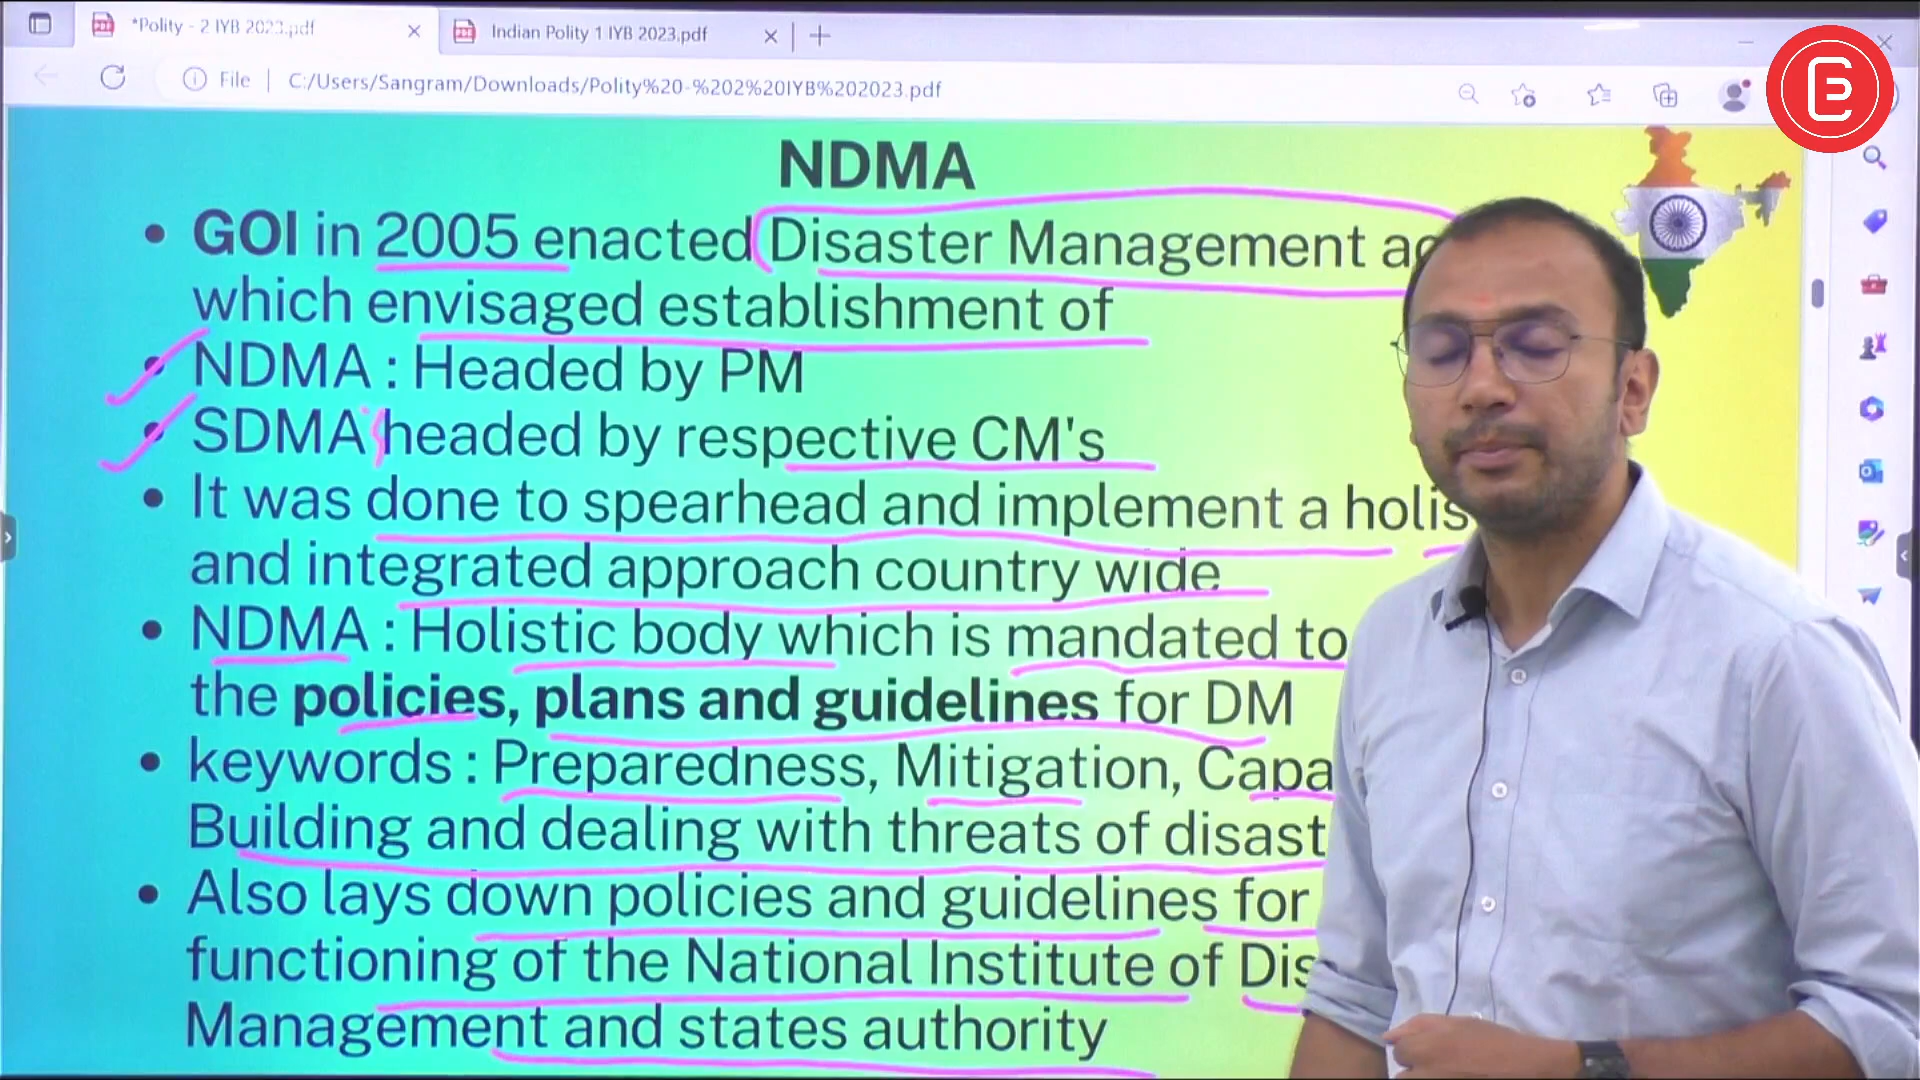 *Polity - 2 IYB 2023.pdf
Indian Polity 1 IYB 2023.pdf
File
C:/Users/Sangram/Downloads/Polity%20-%202%20IYB%202023.pdf
NDMA
• GOI in 2005 enacted Disaster Management
which envisaged establishment of
• NDMA : Headed by PM
• SDMA headed by respective CM's
• It was done to spearhead and implement a
and integrated approach country wide
• NDMA : Holistic body which is mandated to
the policies, plans and guidelines for DM
• keywords : Preparedness, Mitigation,
Building and dealing with threats of
• Also lays down policies and guidelines for
functioning of the National Institute of
Management and states authority